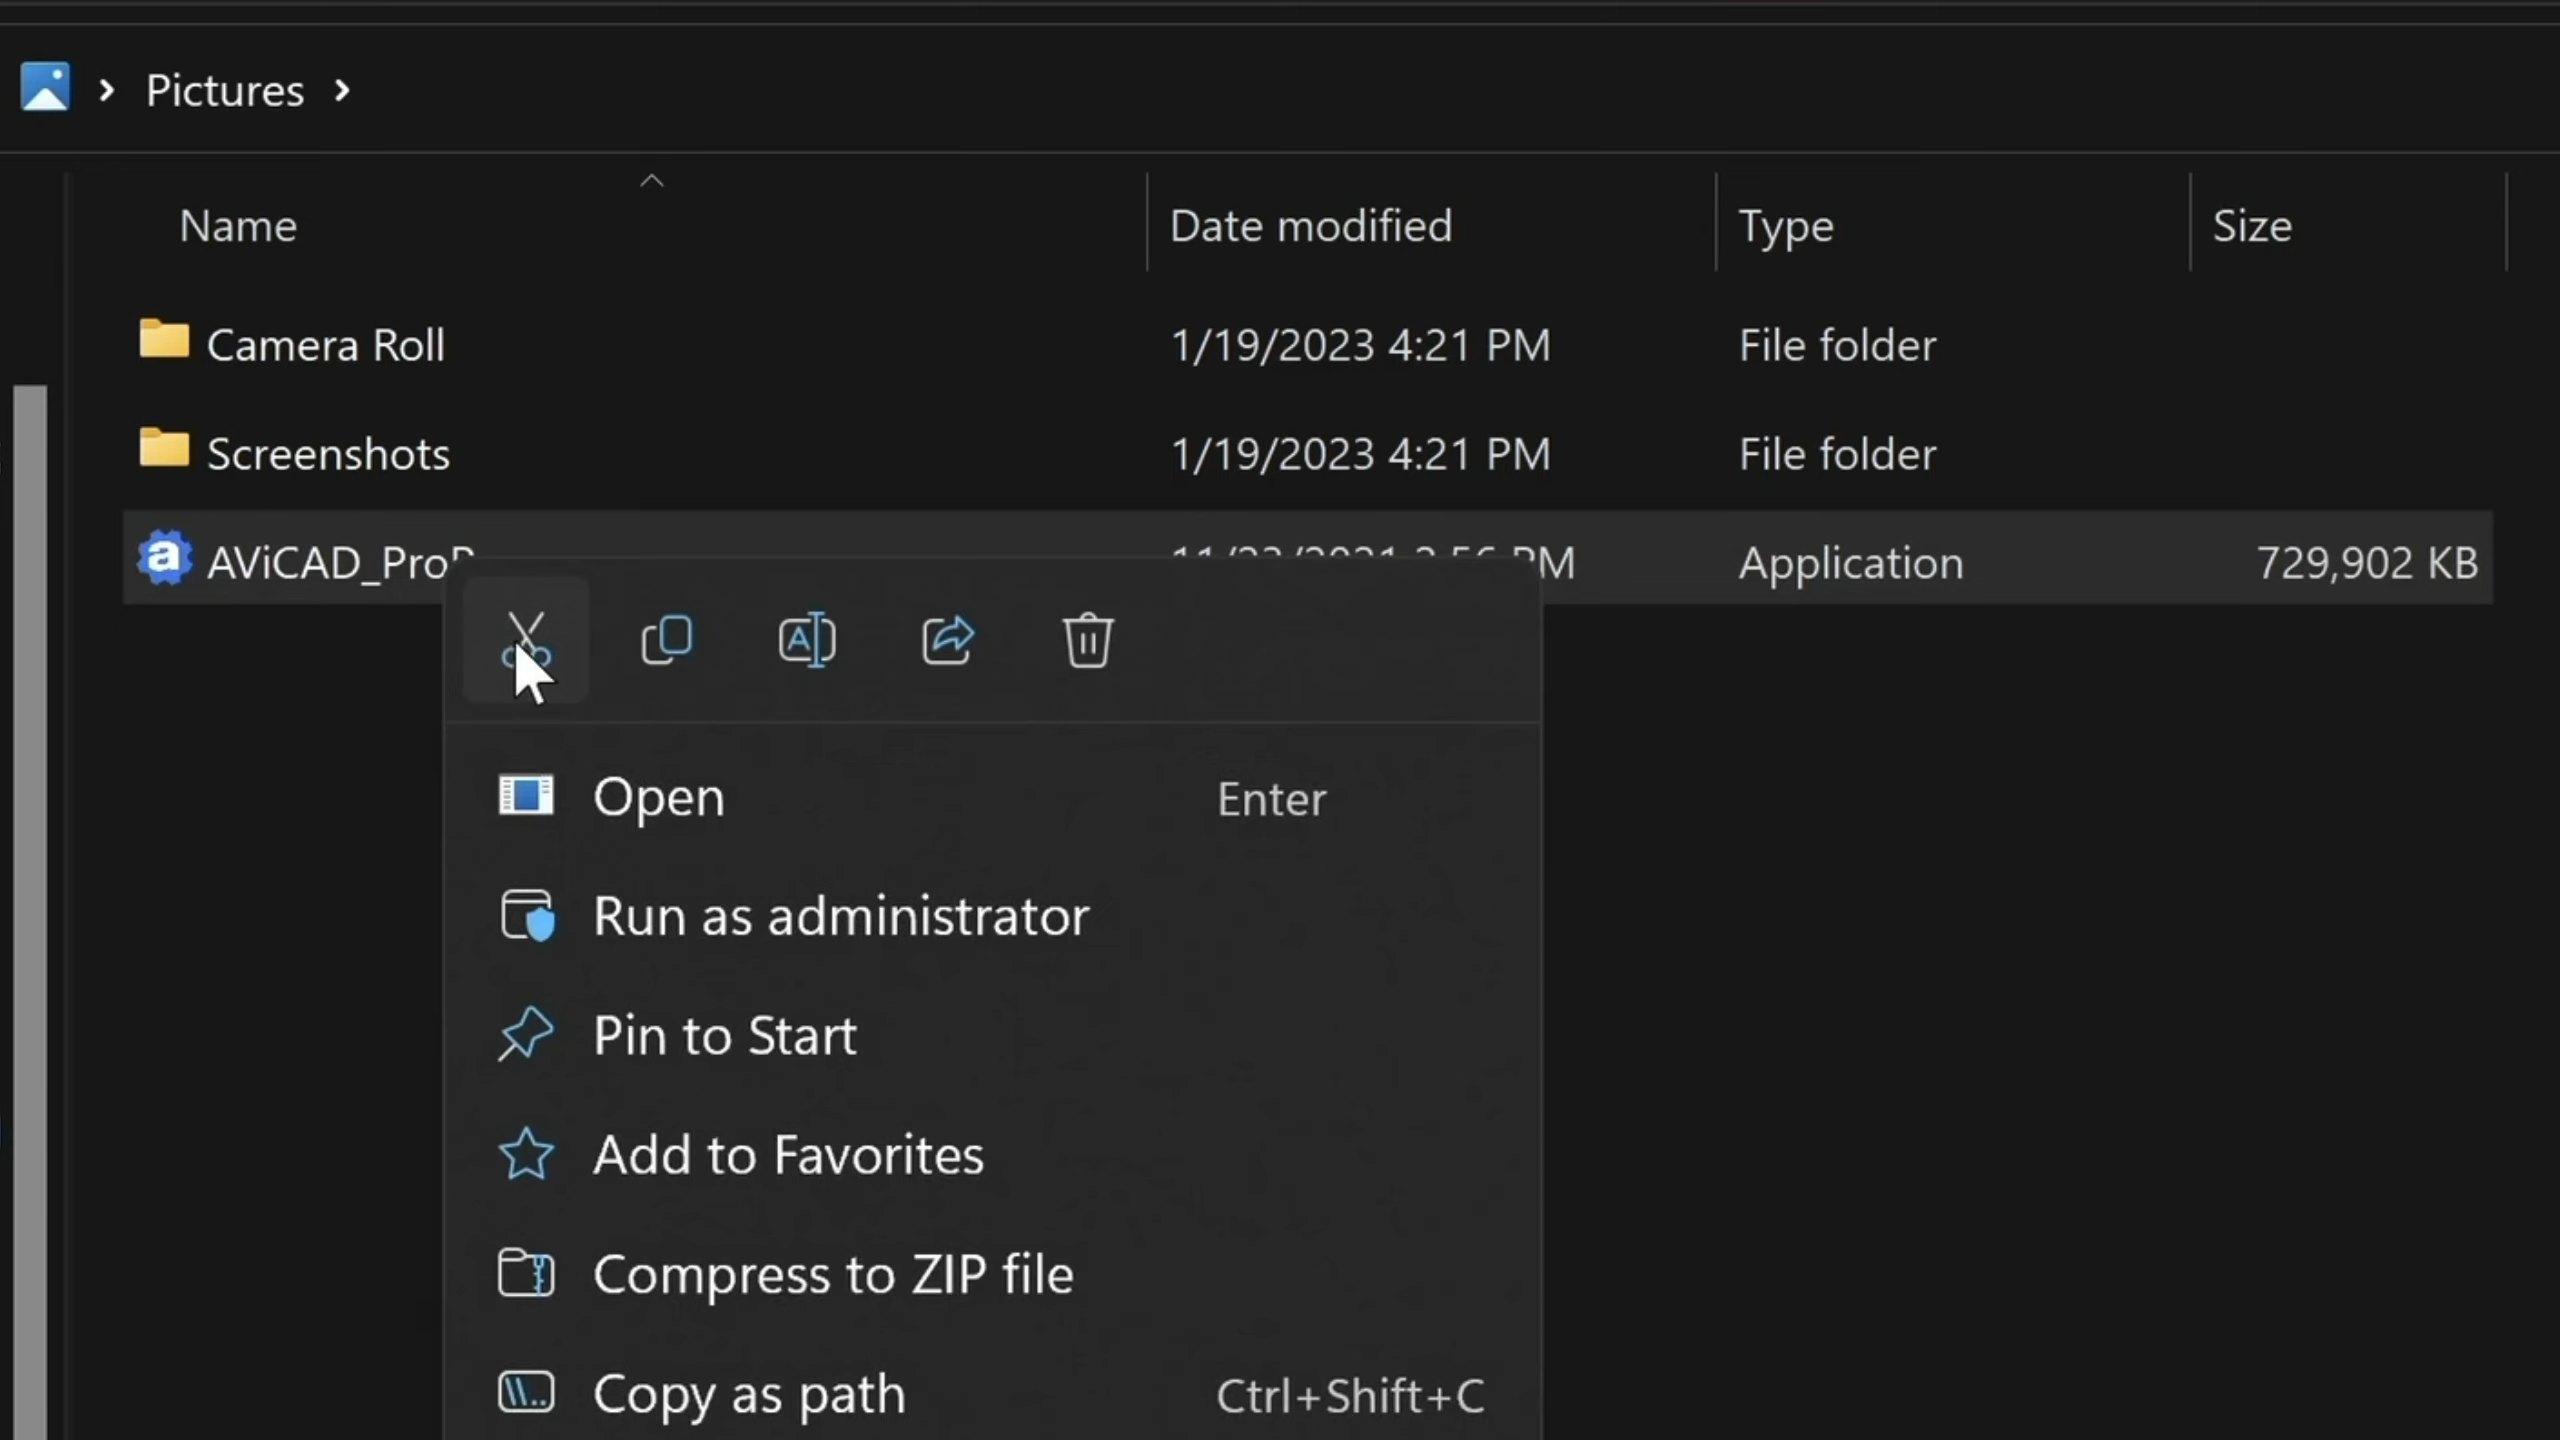 Pictures
Name Date modified Type Size
Camera Roll 1/19/2023 4:21 PM File folder
Screenshots 1/19/2023 4:21 PM File folder
AViCAD_Pro PM Application 729,902 KB
Open Enter
Run as administrator
Pin to Start
Add to Favorites
Compress to ZIP file
Copy as path Ctrl+Shift+C